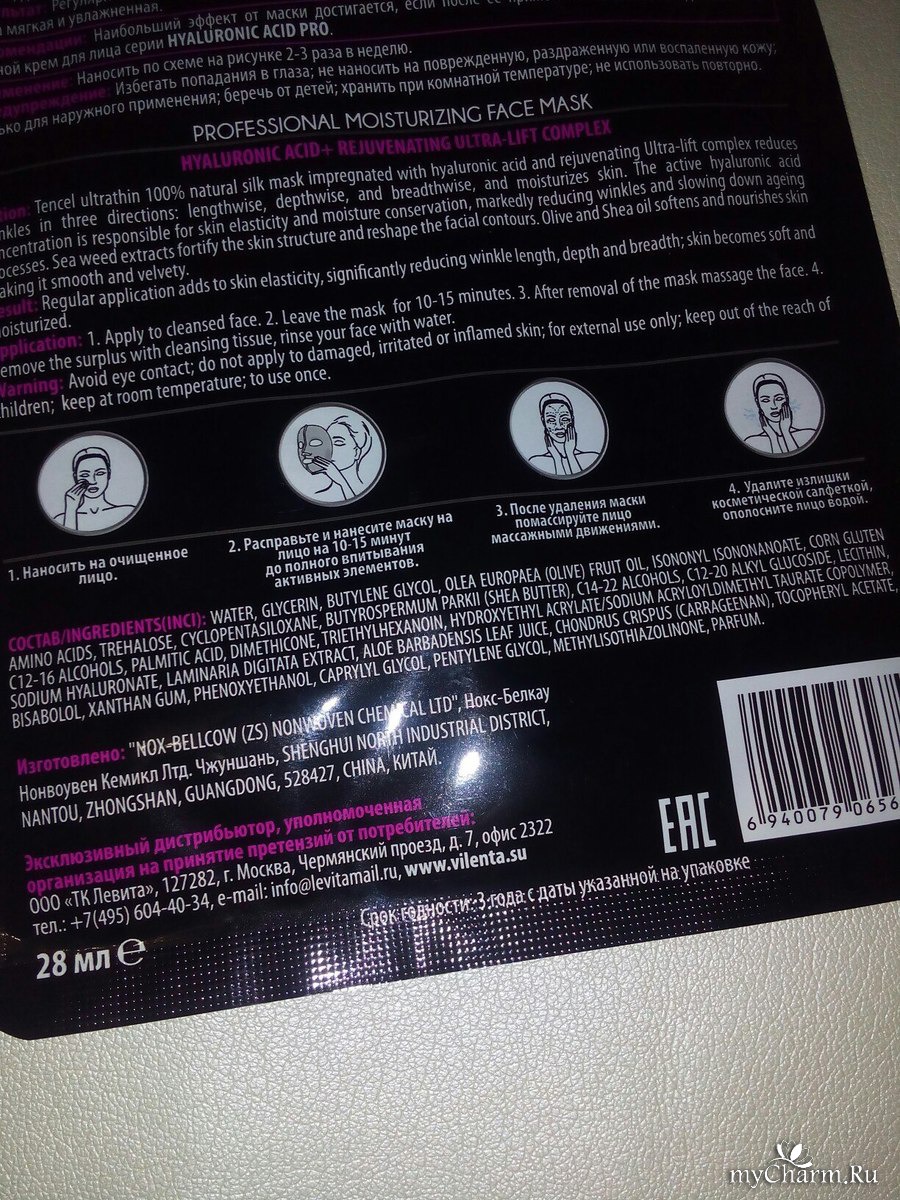 льтат: Регулярн
мягкая и увлажненная.
омендации: Наибольший эффект от маски достигается, если после ее
ной крем для лица серии HYALURONIC ACID PRO.
менение: Наносить по схеме на рисунке 2-3 раза в неделю.
дупреждение: Избегать попадания в глаза; не наносить на поврежденную, раздраженную или воспаленную кожу;
ько для наружного применения; беречь от детей; хранить при комнатной температуре; не использовать повторно.
PROFESSIONAL MOISTURIZING FACE MASK
HYALURONIC ACID+ REJUVENATING ULTRA-LIFT COMPLEX
tion: Tencel ultrathin 100% natural silk mask impregnated with hyaluronic acid and rejuvenating Ultra-lift complex reduces
nkles in three directions: lengthwise, depthwise, and breadthwise, and moisturizes skin. The active hyaluronic acid
ncentration is responsible for skin elasticity and moisture conservation, markedly reducing winkles and slowing down ageing
ocesses. Sea weed extracts fortify the skin structure and reshape the facial contours. Olive and Shea oil softens and nourishes skin
aking it smooth and velvety.
esult: Regular application adds to skin elasticity, significantly reducing winkle length, depth and breadth; skin becomes soft and
oisturized.
pplication: 1. Apply to cleansed face. 2. Leave the mask for 10-15 minutes. 3. After removal of the mask massage the face. 4.
emove the surplus with cleansing tissue, rinse your face with water.
Warning: Avoid eye contact; do not apply to damaged, irritated or inflamed skin; for external use only; keep out of the reach of
children; keep at room temperature; to use once.
1. Наносить на очищенное
лицо.
2. Расправьте и нанесите маску на
лицо на 10-15 минут
до полного впитывания
активных элементов.
3. После удаления маски
помассируйте лицо
массажными движениями.
4. Удалите излишки
косметической салфеткой,
ополосните лицо водой.
СОСТАВ/INGREDIENTS(INCI): WATER, GLYCERIN, BUTYLENE GLYCOL, OLEA EUROPAEA (OLIVE) FRUIT OIL, ISONONYL ISONONANOATE, CORN GLUTEN
AMINO ACIDS, TREHALOSE, CYCLOPENTASILOXANE, BUTYROSPERMUM PARKII (SHEA BUTTER), C14-22 ALCOHOLS, C12-20 ALKYL GLUCOSIDE, LECITHIN,
C12-16 ALCOHOLS, PALMITIC ACID, DIMETHICONE, TRIETHYLHEXANOIN, HYDROXYETHYL ACRYLATE/SODIUM ACRYLOYLDIMETHYL TAURATE COPOLYMER,
SODIUM HYALURONATE, LAMINARIA DIGITATA EXTRACT, ALOE BARBADENSIS LEAF JUICE, CHONDRUS CRISPUS (CARRAGEENAN), TOCOPHERYL ACETATE,
BISABOLOL, XANTHAN GUM, PHENOXYETHANOL, CAPRYLYL GLYCOL, PENTYLENE GLYCOL, METHYLISOTHIAZOLINONE, PARFUM.
Изготовлено: "NOX-BELLCOW (ZS) NONWOVEN CHEMICAL LTD", Нокс-Белкау
Нонвоувен Кемикл Лтд. Чжуншань, SHENGHUI NORTH INDUSTRIAL DISTRICT,
NANTOU, ZHONGSHAN, GUANGDONG, 528427, CHINA, КИТАЙ.
Эксклюзивный дистрибьютор, уполномоченная
организация на принятие претензий от потребителей:
ООО «ТК Левита», 127282, г. Москва, Чермянский проезд, д. 7, офис 2322
тел.: +7(495) 604-40-34, e-mail: info@levitamail.ru, www.vilenta.su
EAC
6 940079 0656
Срок годности: 3 года с даты указанной на упаковке
28 мл ℮
myCharm.Ru